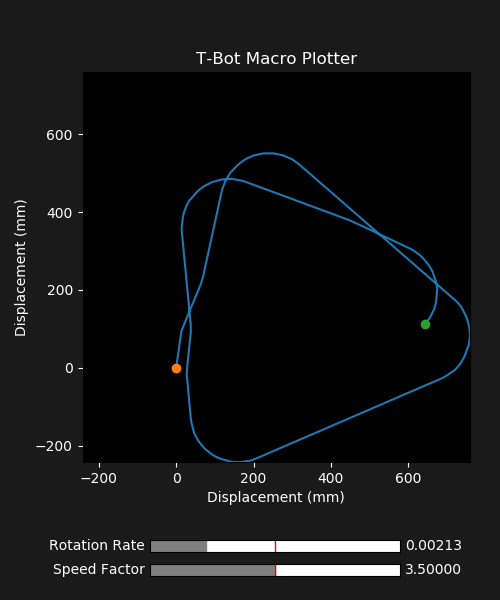 T-Bot Macro Plotter
600
400
200
0
−200
Displacement (mm)
−200 0 200 400 600
Displacement (mm)
Rotation Rate 0.00213
Speed Factor 3.50000